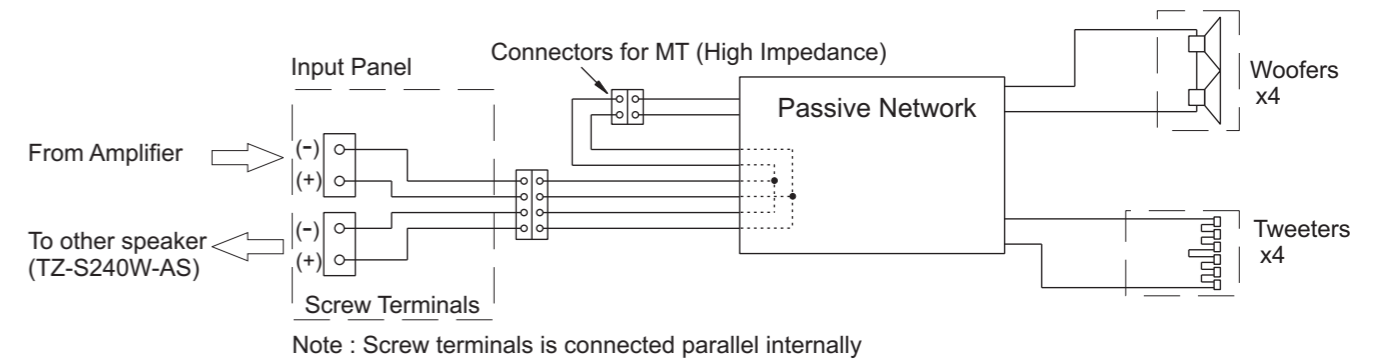 Connectors for MT (High Impedance)
Input Panel
Passive Network
Woofers
x4
From Amplifier
(-)
(+)
To other speaker
(TZ-S240W-AS)
(-)
(+)
Tweeters
x4
Screw Terminals
Note : Screw terminals is connected parallel internally